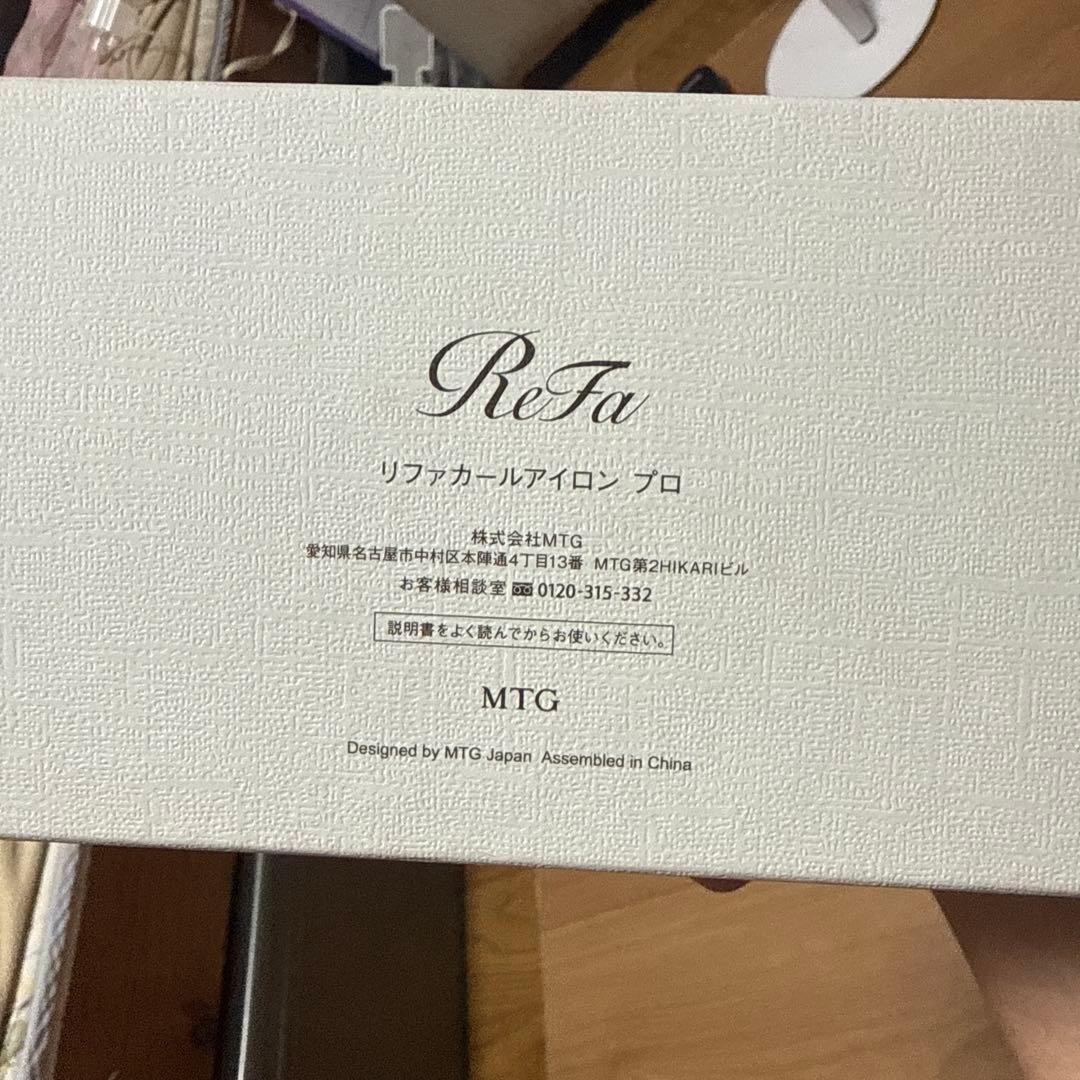 ReFa
リファカールアイロン プロ
株式会社MTG
愛知県名古屋市中村区本陣通4丁目13番 MTG第2HIKARIビル
お客様相談室 0120-315-332
説明書をよく読んでからお使いください。
MTG
Designed by MTG Japan Assembled in China